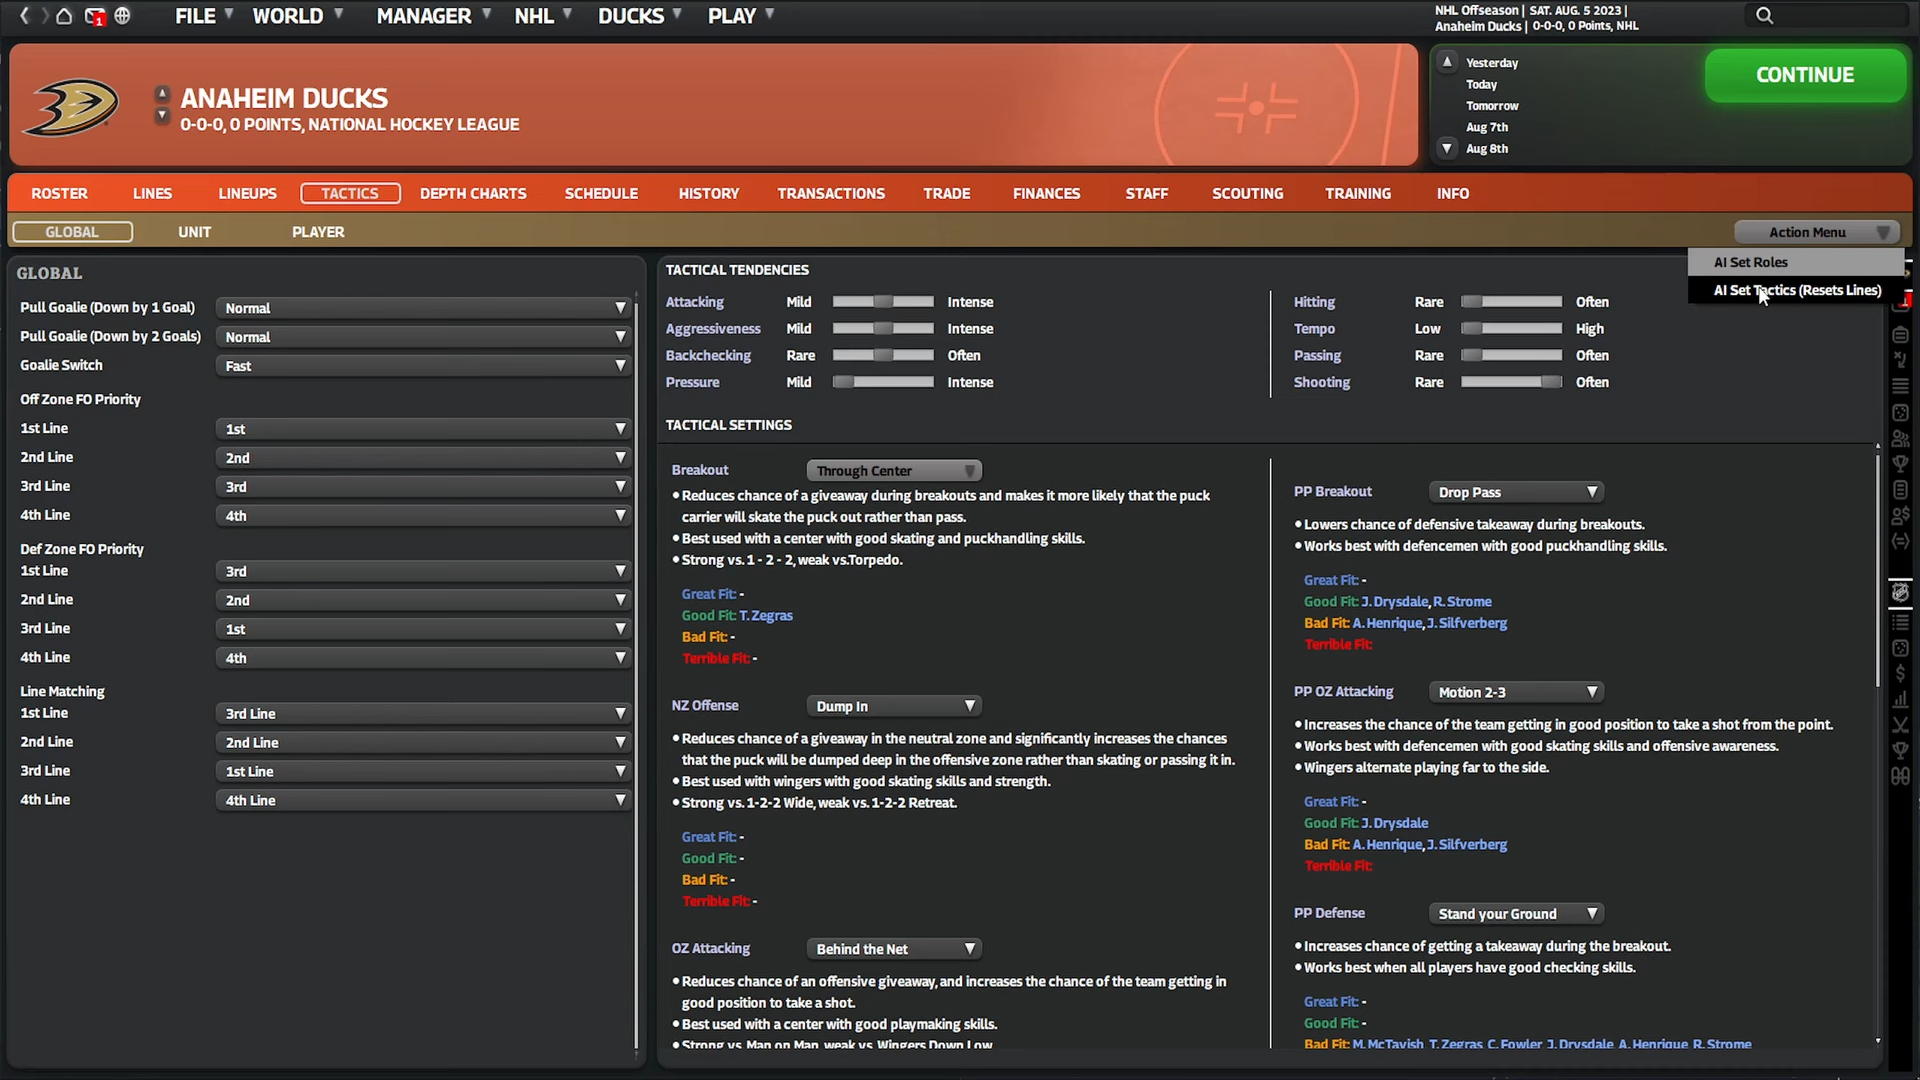 FILE WORLD MANAGER NHL DUCKS PLAY
1
NHL Offseason | SAT. AUG. 5 2023 |
Anaheim Ducks | 0-0-0, 0 Points, NHL
ANAHEIM DUCKS
0-0-0, 0 POINTS, NATIONAL HOCKEY LEAGUE
Yesterday
Today
Tomorrow
Aug 7th
Aug 8th
CONTINUE
ROSTER LINES LINEUPS TACTICS DEPTH CHARTS SCHEDULE HISTORY TRANSACTIONS TRADE FINANCES STAFF SCOUTING TRAINING INFO
GLOBAL UNIT PLAYER
Action Menu
AI Set Roles
AI Set Tactics (Resets Lines)
GLOBAL
Pull Goalie (Down by 1 Goal) Normal
Pull Goalie (Down by 2 Goals) Normal
Goalie Switch Fast
Off Zone FO Priority
1st Line 1st
2nd Line 2nd
3rd Line 3rd
4th Line 4th
Def Zone FO Priority
1st Line 3rd
2nd Line 2nd
3rd Line 1st
4th Line 4th
Line Matching
1st Line 3rd Line
2nd Line 2nd Line
3rd Line 1st Line
4th Line 4th Line
TACTICAL TENDENCIES
Attacking Mild Intense
Aggressiveness Mild Intense
Backchecking Rare Often
Pressure Mild Intense
Hitting Rare Often
Tempo Low High
Passing Rare Often
Shooting Rare Often
TACTICAL SETTINGS
Breakout Through Center
• Reduces chance of a giveaway during breakouts and makes it more likely that the puck
carrier will skate the puck out rather than pass.
• Best used with a center with good skating and puckhandling skills.
• Strong vs. 1 - 2 - 2, weak vs.Torpedo.
Great Fit: -
Good Fit: T. Zegras
Bad Fit: -
Terrible Fit: -
NZ Offense Dump In
• Reduces chance of a giveaway in the neutral zone and significantly increases the chances
that the puck will be dumped deep in the offensive zone rather than skating or passing it in.
• Best used with wingers with good skating skills and strength.
• Strong vs. 1-2-2 Wide, weak vs. 1-2-2 Retreat.
Great Fit: -
Good Fit: -
Bad Fit: -
Terrible Fit: -
OZ Attacking Behind the Net
• Reduces chance of an offensive giveaway, and increases the chance of the team getting in
good position to take a shot.
• Best used with a center with good playmaking skills.
• Strong vs. Man on Man, weak vs. Wingers Down Low
PP Breakout Drop Pass
• Lowers chance of defensive takeaway during breakouts.
• Works best with defencemen with good puckhandling skills.
Great Fit: -
Good Fit: J. Drysdale, R. Strome
Bad Fit: A. Henrique, J. Silfverberg
Terrible Fit:
PP OZ Attacking Motion 2-3
• Increases the chance of the team getting in good position to take a shot from the point.
• Works best with defencemen with good skating skills and offensive awareness.
• Wingers alternate playing far to the side.
Great Fit: -
Good Fit: J. Drysdale
Bad Fit: A. Henrique, J. Silfverberg
Terrible Fit:
PP Defense Stand your Ground
• Increases chance of getting a takeaway during the breakout.
• Works best when all players have good checking skills.
Great Fit: -
Good Fit: -
Bad Fit: M. McTavish, T. Zegras, C. Fowler, J. Drysdale, A. Henrique, R. Strome